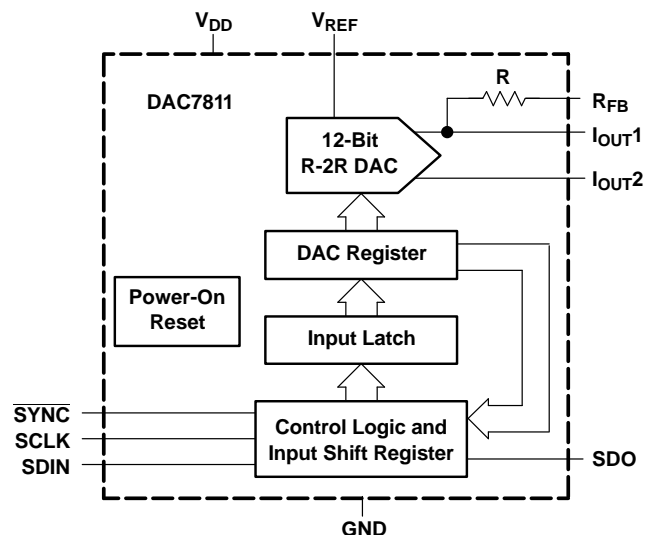 VDD
VREF
DAC7811
R
RFB
12-Bit
R-2R DAC
IOUT1
IOUT2
DAC Register
Power-On
Reset
Input Latch
SYNC
SCLK
SDIN
Control Logic and
Input Shift Register
SDO
GND